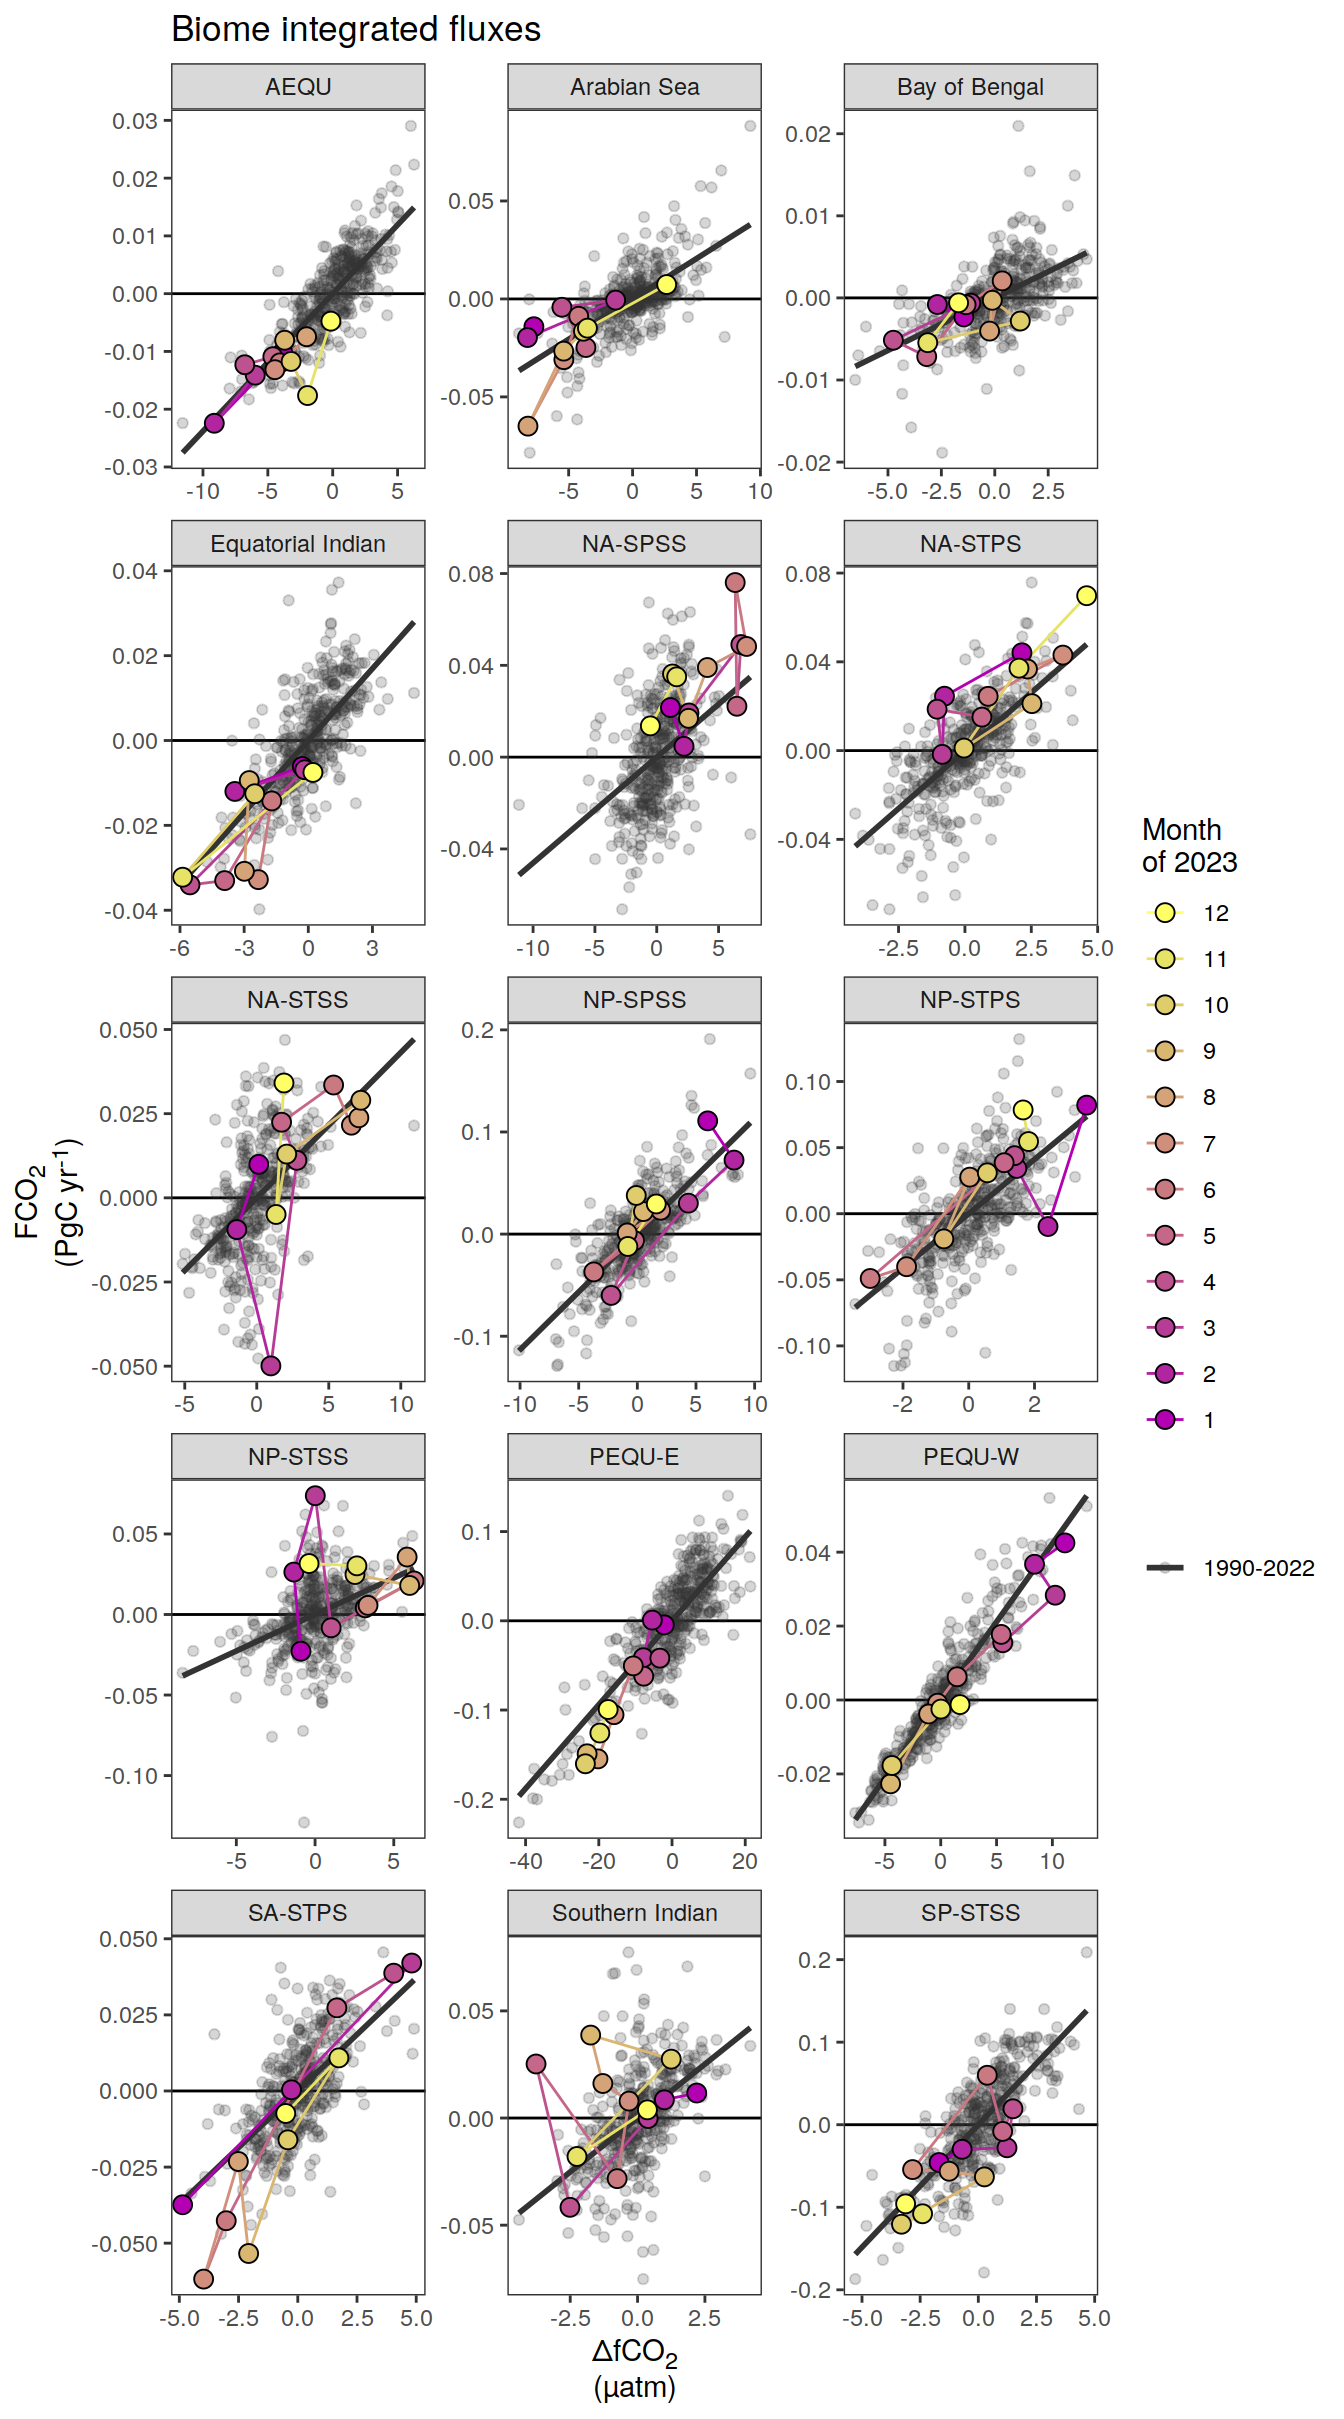 Biome integrated fluxes
AEQU
Arabian Sea
Bay of Bengal
0.03
0.02
0.01
0.00
-0.01
-0.02
-0.03
-10 -5 0 5
0.05
0.00
-0.05
-5 0 5 10
0.02
0.01
0.00
-0.01
-0.02
-5.0 -2.5 0.0 2.5
Equatorial Indian
NA-SPSS
NA-STPS
0.04
0.02
0.00
-0.02
-0.04
-6 -3 0 3
0.08
0.04
0.00
-0.04
-10 -5 0 5
0.08
0.04
0.00
-0.04
-2.5 0.0 2.5 5.0
NA-STSS
NP-SPSS
NP-STPS
0.050
0.025
0.000
-0.025
-0.050
-5 0 5 10
0.2
0.1
0.0
-0.1
-10 -5 0 5 10
0.10
0.05
0.00
-0.05
-0.10
-2 0 2
NP-STSS
PEQU-E
PEQU-W
0.05
0.00
-0.05
-0.10
-5 0 5
0.1
0.0
-0.1
-0.2
-40 -20 0 20
0.04
0.02
0.00
-0.02
-5 0 5 10
SA-STPS
Southern Indian
SP-STSS
0.050
0.025
0.000
-0.025
-0.050
-5.0 -2.5 0.0 2.5 5.0
0.05
0.00
-0.05
-2.5 0.0 2.5
0.2
0.1
0.0
-0.1
-0.2
-5.0 -2.5 0.0 2.5 5.0
FCO₂
(PgC yr⁻¹)
ΔfCO₂
(µatm)
Month
of 2023
12
11
10
9
8
7
6
5
4
3
2
1
1990-2022